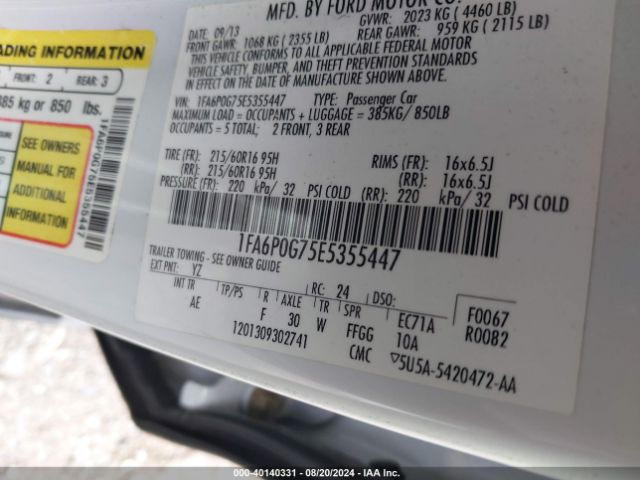 ADING INFORMATION
FRONT: 2 REAR: 3
385 kg or 850 lbs.
SEE OWNERS
MANUAL FOR
ADDITIONAL
INFORMATION
1FA6P0G75E5355447
MFD. BY FORD MOTOR CO.
DATE: 09/13 GVWR: 2023 KG ( 4460 LB)
FRONT GAWR: 1068 KG ( 2355 LB) REAR GAWR: 959 KG ( 2115 LB)
THIS VEHICLE CONFORMS TO ALL APPLICABLE FEDERAL MOTOR
VEHICLE SAFETY, BUMPER, AND THEFT PREVENTION STANDARDS
IN EFFECT ON THE DATE OF MANUFACTURE SHOWN ABOVE.
VIN: 1FA6P0G75E5355447 TYPE: Passenger Car
MAXIMUM LOAD = OCCUPANTS + LUGGAGE = 385KG/ 850LB
OCCUPANTS = 5 TOTAL; 2 FRONT, 3 REAR
TIRE (FR): 215/60R16 95H RIMS (FR): 16x6.5J
(RR): 215/60R16 95H (RR): 16x6.5J
PRESSURE (FR): 220 kPa/ 32 PSI COLD (RR): 220 kPa/ 32 PSI COLD
1FA6P0G75E5355447
TRAILER TOWING - SEE OWNER GUIDE
EXT PNT: YZ RC: 24 DSO: F0067
INT TR TP/PS R AXLE TR SPR EC71A R0082
AE F 30 W FFGG 10A
1201309302741 CMC ▽5U5A-5420472-AA
COPART 40140331 | 08/20/2024 | IAA Inc.